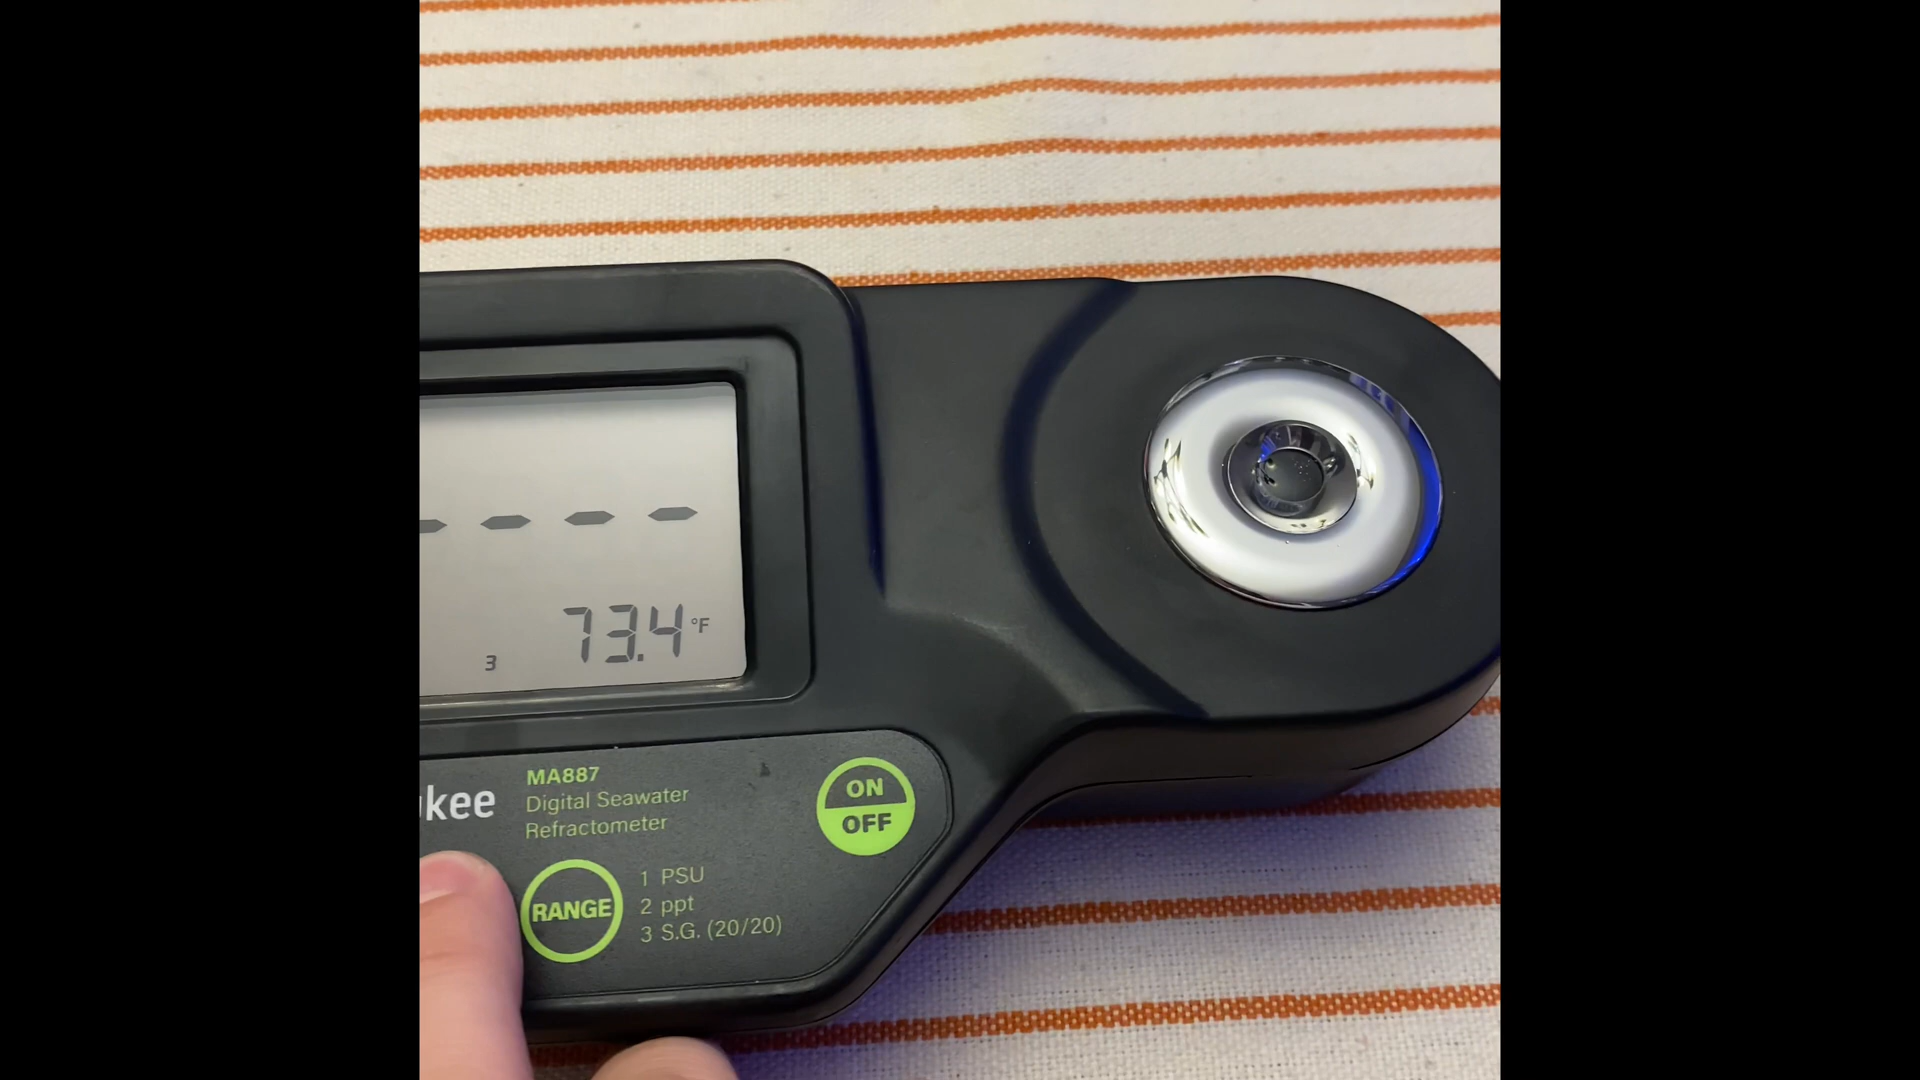 - - - -
73.4 °F
3
kee
MA887
Digital Seawater
Refractometer
ON
OFF
RANGE
1 PSU
2 ppt
3 S.G. (20/20)